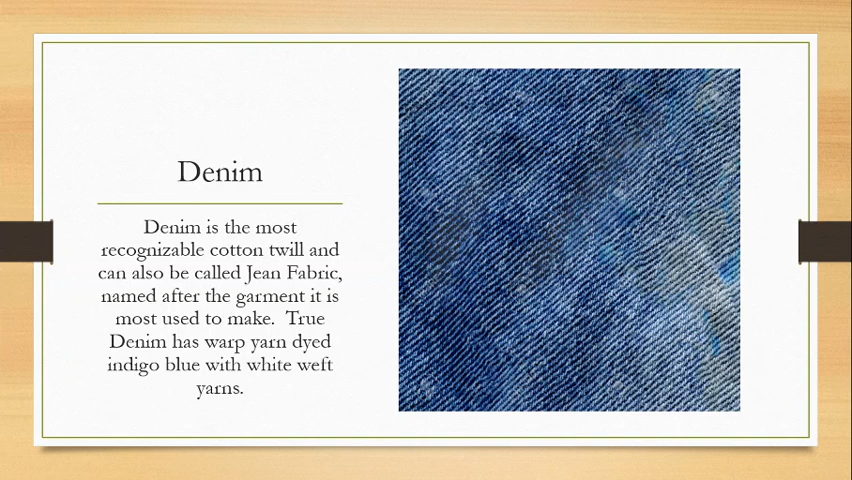 Denim
Denim is the most
recognizable cotton twill and
can also be called Jean Fabric,
named after the garment it is
most used to make.  True
Denim has warp yarn dyed
indigo blue with white weft
yarns.